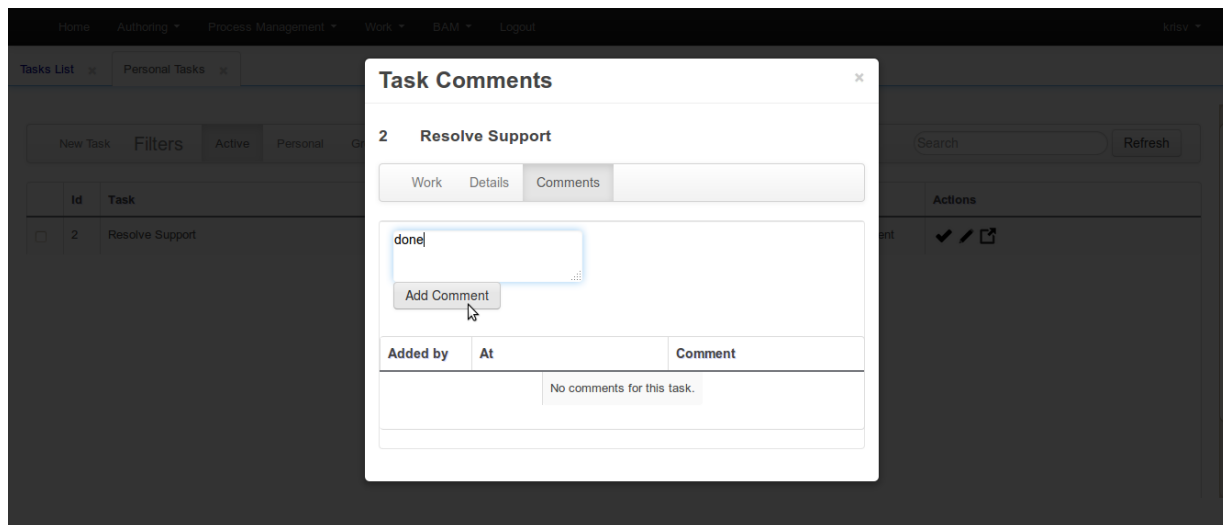 Home Authoring Process Management Work BAM Logout krisv
Tasks List Personal Tasks
Task Comments
2 Resolve Support
New Task Filters Active Personal Search Refresh
Work Details Comments
Id Task Actions
2 Resolve Support
done
Add Comment
Added by At Comment
No comments for this task.